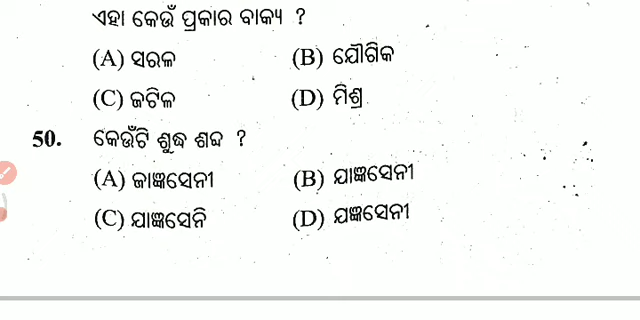 ଏହା କେଉଁ ପ୍ରକାର ବାକ୍ୟ ?
(A) ସରଳ (B) ଯୌଗିକ
(C) ଜଟିଳ (D) ମିଶ୍ର
50. କେଉଁଟି ଶୁଦ୍ଧ ଶବ୍ଦ ?
(A) ଜାଜ୍ଞସେନୀ (B) ଯାଜ୍ଞସେନୀ
(C) ଯାଜ୍ଞସେନି (D) ଯଜ୍ଞସେନୀ